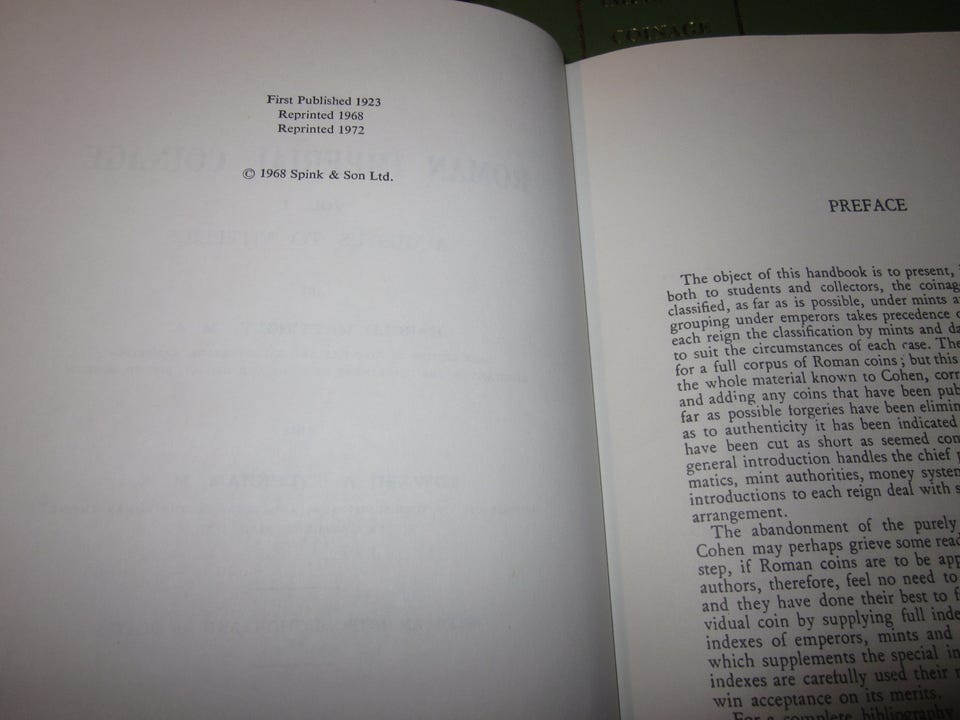 COINAGE
First Published 1923
Reprinted 1968
Reprinted 1972
© 1968 Spink & Son Ltd.
PREFACE
The object of this handbook is to present,
both to students and collectors, the coinag
classified, as far as is possible, under mints a
grouping under emperors takes precedence o
each reign the classification by mints and da
to suit the circumstances of each case. The
for a full corpus of Roman coins; but this
the whole material known to Cohen, corr
and adding any coins that have been pub
far as possible forgeries have been elimin
as to authenticity it has been indicated
have been cut as short as seemed con
general introduction handles the chief p
matics, mint authorities, money system
introductions to each reign deal with s
arrangement.
The abandonment of the purely
Cohen may perhaps grieve some read
step, if Roman coins are to be app
authors, therefore, feel no need to
and they have done their best to f
vidual coin by supplying full inde
indexes of emperors, mints and
which supplements the special in
indexes are carefully used their
win acceptance on its merits.
For a complete bibliography